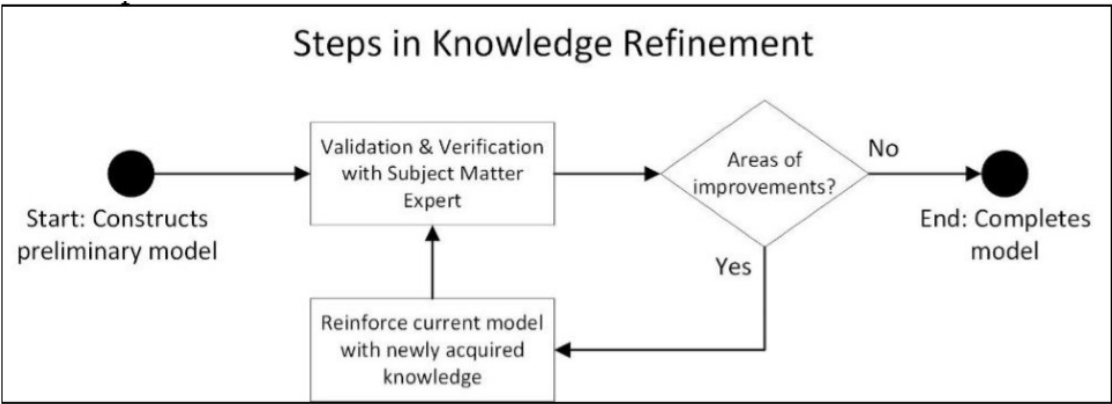 Steps in Knowledge Refinement
Validation & Verification
with Subject Matter
Expert
Areas of
improvements?
No
Start: Constructs
preliminary model
End: Completes
model
Yes
Reinforce current model
with newly acquired
knowledge